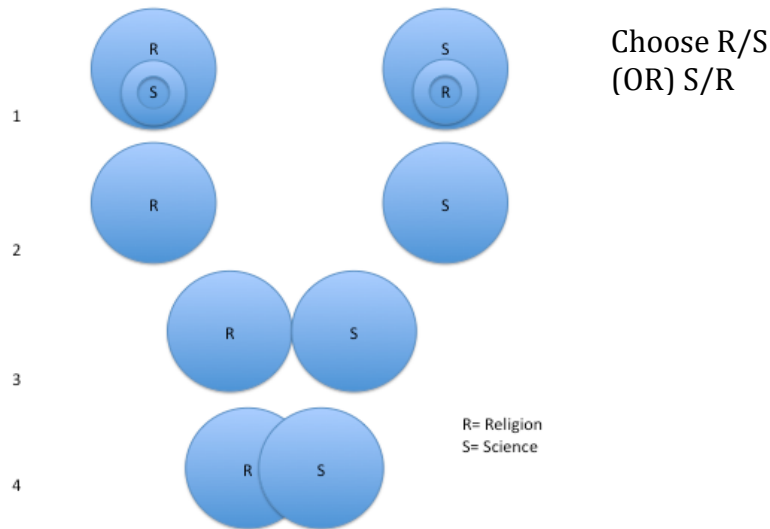 R S
Choose R/S
(OR) S/R
S R
1
R S
2
R S
3
R= Religion
S= Science
R S
4